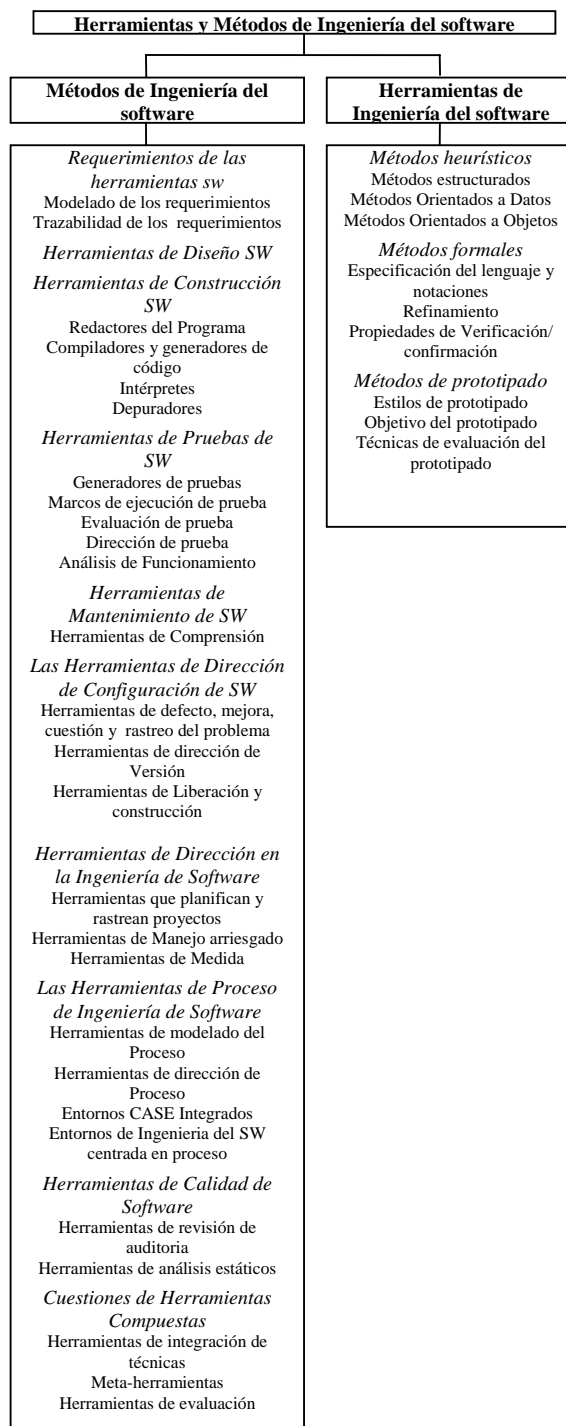 Herramientas y Métodos de Ingeniería del software
Métodos de Ingeniería del
software
Requerimientos de las
herramientas sw
Modelado de los requerimientos
Trazabilidad de los requerimientos
Herramientas de Diseño SW
Herramientas de Construcción
SW
Redactores del Programa
Compiladores y generadores de
código
Intérpretes
Depuradores
Herramientas de Pruebas de
SW
Generadores de pruebas
Marcos de ejecución de prueba
Evaluación de prueba
Dirección de prueba
Análisis de Funcionamiento
Herramientas de
Mantenimiento de SW
Herramientas de Comprensión
Las Herramientas de Dirección
de Configuración de SW
Herramientas de defecto, mejora,
cuestión y rastreo del problema
Herramientas de dirección de
Versión
Herramientas de Liberación y
construcción
Herramientas de Dirección en
la Ingeniería de Software
Herramientas que planifican y
rastrean proyectos
Herramientas de Manejo arriesgado
Herramientas de Medida
Las Herramientas de Proceso
de Ingeniería de Software
Herramientas de modelado del
Proceso
Herramientas de dirección de
Proceso
Entornos CASE Integrados
Entornos de Ingenieria del SW
centrada en proceso
Herramientas de Calidad de
Software
Herramientas de revisión de
auditoria
Herramientas de análisis estáticos
Cuestiones de Herramientas
Compuestas
Herramientas de integración de
técnicas
Meta-herramientas
Herramientas de evaluación
Herramientas de
Ingeniería del software
Métodos heurísticos
Métodos estructurados
Métodos Orientados a Datos
Métodos Orientados a Objetos
Métodos formales
Especificación del lenguaje y
notaciones
Refinamiento
Propiedades de Verificación/
confirmación
Métodos de prototipado
Estilos de prototipado
Objetivo del prototipado
Técnicas de evaluación del
prototipado